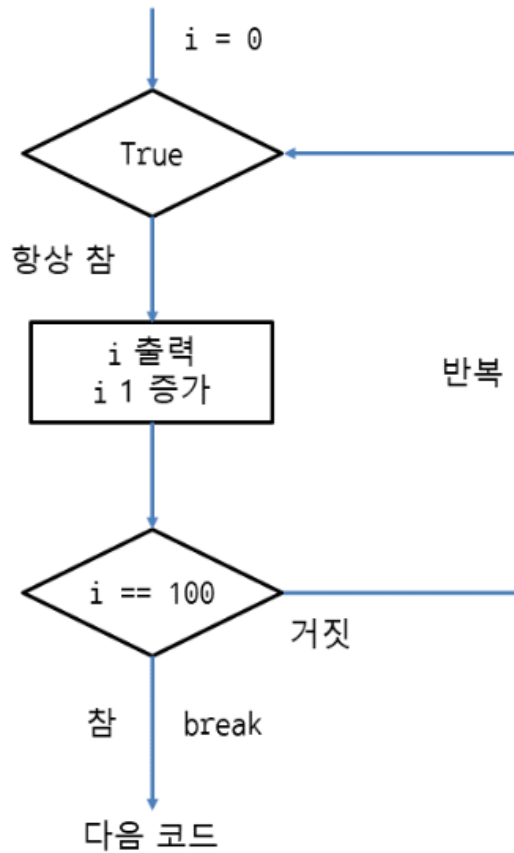 i = 0
True
항상 참
i 출력
i 1 증가
반복
i == 100
거짓
참
break
다음 코드